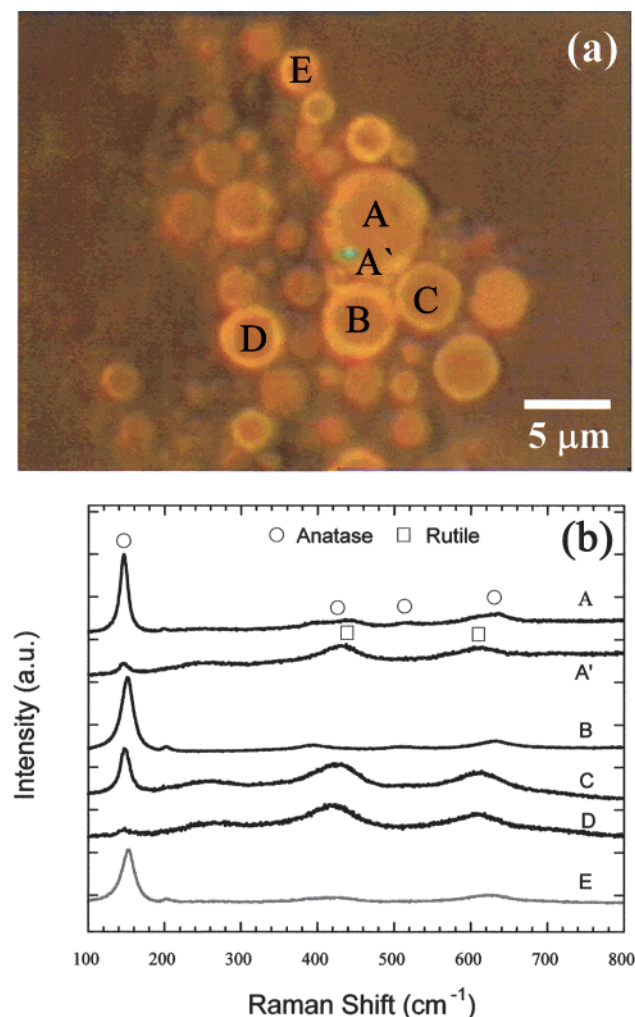 (a)
E
A
A`
C
B
D
5 μm
(b)
○ Anatase □ Rutile
A
A'
B
C
D
E
Intensity (a.u.)
100 200 300 400 500 600 700 800
Raman Shift (cm⁻¹)